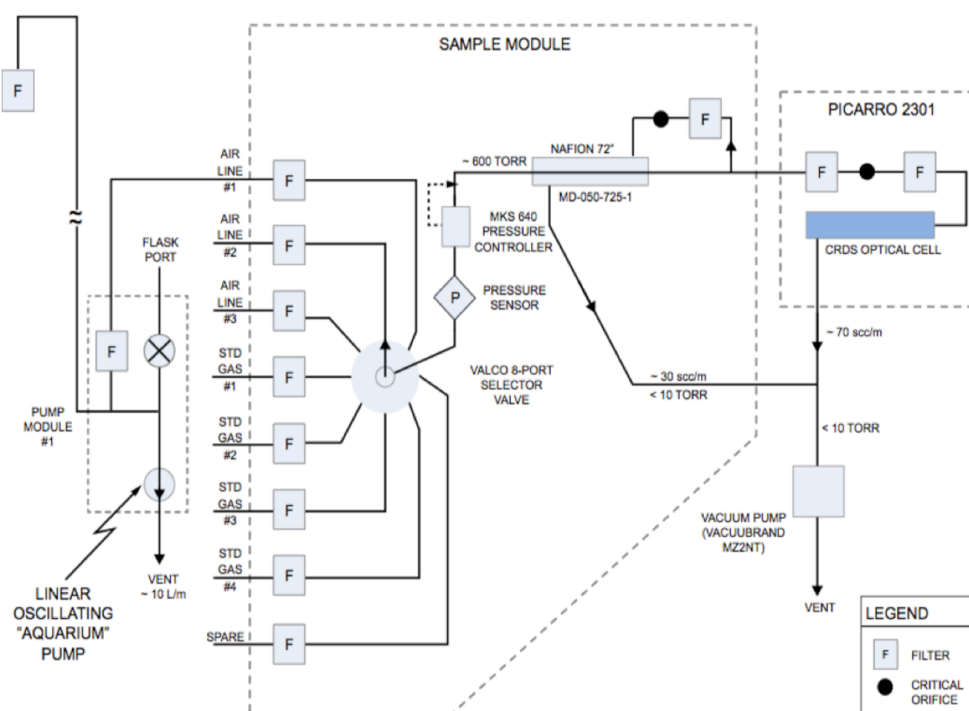 SAMPLE MODULE
F
AIR
LINE
#1
F
AIR
LINE
#2
F
AIR
LINE
#3
F
STD
GAS
#1
F
STD
GAS
#2
F
STD
GAS
#3
F
STD
GAS
#4
F
SPARE
F
FLASK
PORT
F
PUMP
MODULE
#1
VENT
~ 10 L/m
LINEAR
OSCILLATING
"AQUARIUM"
PUMP
VALCO 8-PORT
SELECTOR
VALVE
P
PRESSURE
SENSOR
MKS 640
PRESSURE
CONTROLLER
~ 600 TORR
NAFION 72"
MD-050-725-1
F
PICARRO 2301
F
F
CRDS OPTICAL CELL
~ 70 scc/m
~ 30 scc/m
< 10 TORR
< 10 TORR
VACUUM PUMP
(VACUUBRAND
MZ2NT)
VENT
LEGEND
F FILTER
CRITICAL
ORIFICE